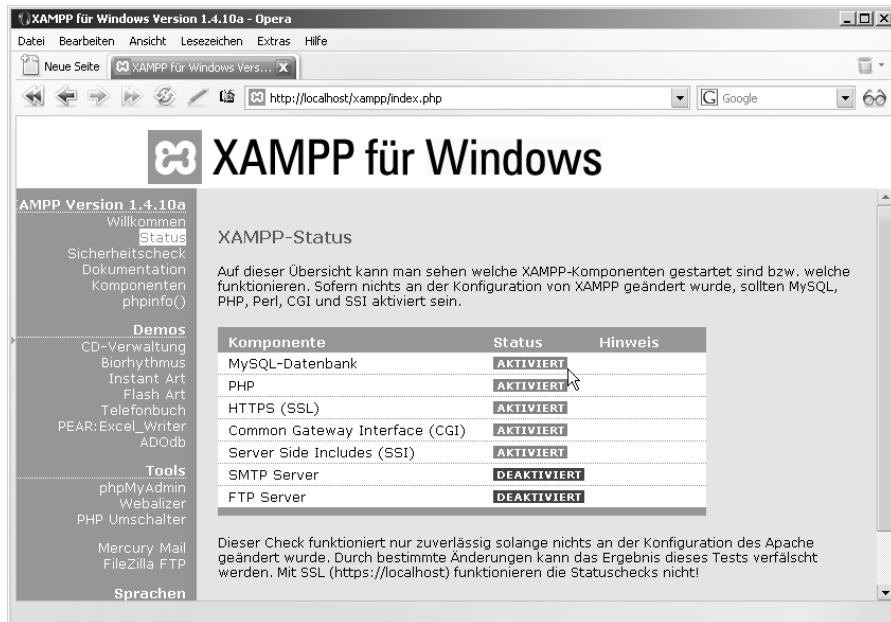 XAMPP für Windows Version 1.4.10a - Opera
Datei Bearbeiten Ansicht Lesezeichen Extras Hilfe
Neue Seite XAMPP für Windows Vers...
http://localhost/xampp/index.php Google
XAMPP für Windows
XAMPP Version 1.4.10a
Willkommen
Status
Sicherheitscheck
Dokumentation
Komponenten
phpinfo()
Demos
CD-Verwaltung
Biorhythmus
Instant Art
Flash Art
Telefonbuch
PEAR:Excel_Writer
ADOdb
Tools
phpMyAdmin
Webalizer
PHP Umschalter
Mercury Mail
FileZilla FTP
Sprachen
XAMPP-Status
Auf dieser Übersicht kann man sehen welche XAMPP-Komponenten gestartet sind bzw. welche
funktionieren. Sofern nichts an der Konfiguration von XAMPP geändert wurde, sollten MySQL,
PHP, Perl, CGI und SSI aktiviert sein.
Komponente Status Hinweis
MySQL-Datenbank AKTIVIERT
PHP AKTIVIERT
HTTPS (SSL) AKTIVIERT
Common Gateway Interface (CGI) AKTIVIERT
Server Side Includes (SSI) AKTIVIERT
SMTP Server DEAKTIVIERT
FTP Server DEAKTIVIERT
Dieser Check funktioniert nur zuverlässig solange nichts an der Konfiguration des Apache
geändert wurde. Durch bestimmte Änderungen kann das Ergebnis dieses Tests verfälscht
werden. Mit SSL (https://localhost) funktionieren die Statuschecks nicht!